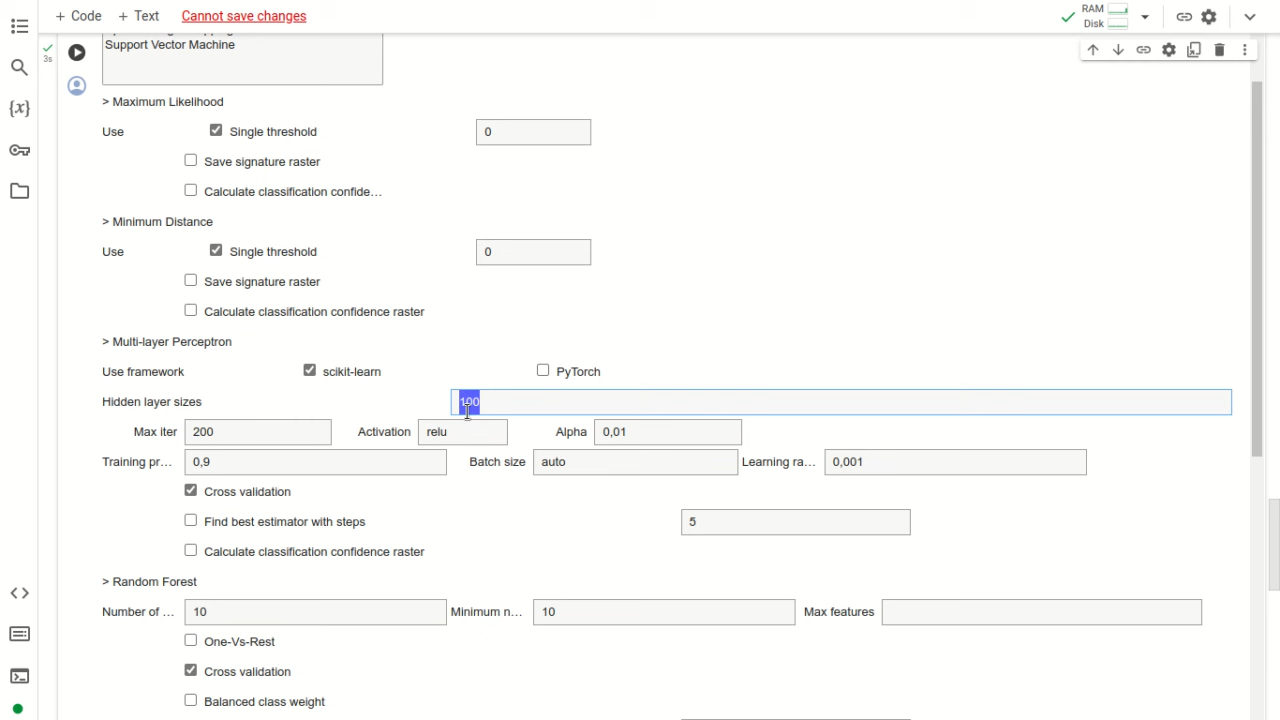 + Code + Text Cannot save changes RAM
Disk
Support Vector Machine
3s
> Maximum Likelihood
Use Single threshold 0
Save signature raster
Calculate classification confide…
> Minimum Distance
Use Single threshold 0
Save signature raster
Calculate classification confidence raster
> Multi-layer Perceptron
Use framework scikit-learn PyTorch
Hidden layer sizes 100
Max iter 200 Activation relu Alpha 0,01
Training pr… 0,9 Batch size auto Learning ra… 0,001
Cross validation
Find best estimator with steps 5
Calculate classification confidence raster
> Random Forest
Number of … 10 Minimum n… 10 Max features
One-Vs-Rest
Cross validation
Balanced class weight